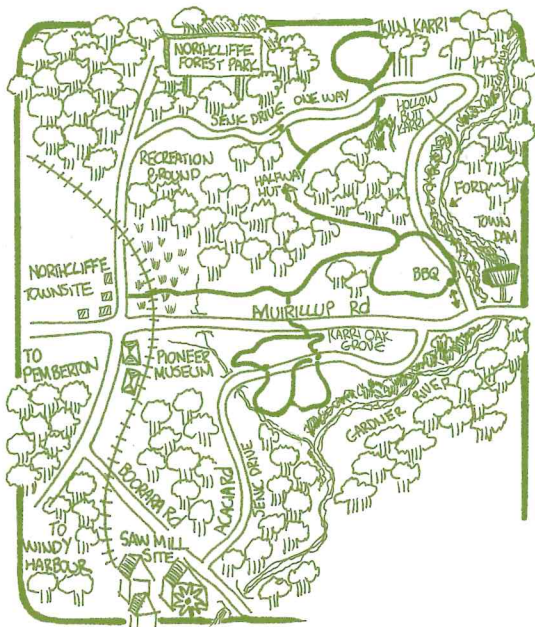 TWIN KARRI
NORTHCLIFFE
FOREST PARK
SENIC DRIVE ONE WAY
HOLLOW
BUTT
KARRI
RECREATION
GROUND
HALFWAY
HUT
FORD
TOWN
DAM
NORTHCLIFFE
TOWNSITE
BBQ
MUIRILLUP RD
TO
PEMBERTON
PIONEER
MUSEUM
KARRI OAK
GROVE
GARDNER RIVER
BOORARA RD
ACACIA RD
SENIC DRIVE
TO
WINDY
HARBOUR
SAW MILL
SITE